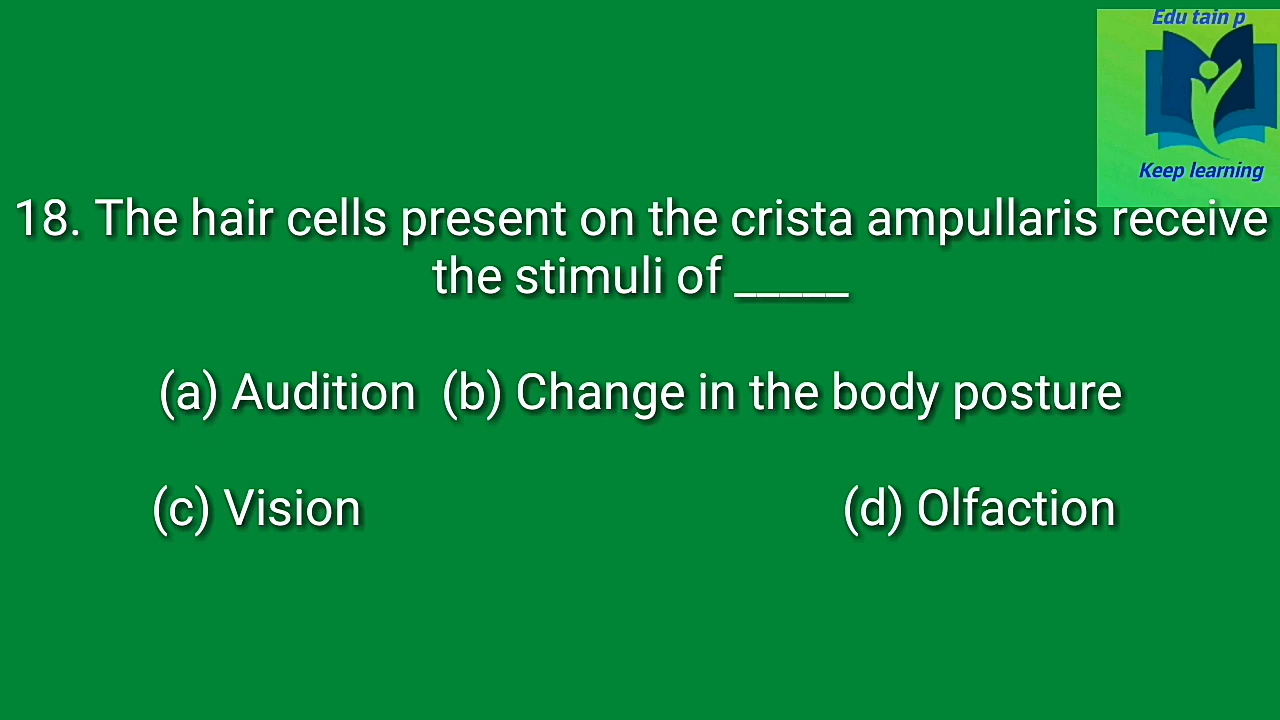 Edu tain p
Keep learning
18. The hair cells present on the crista ampullaris receive
the stimuli of _____
(a) Audition (b) Change in the body posture
(c) Vision (d) Olfaction